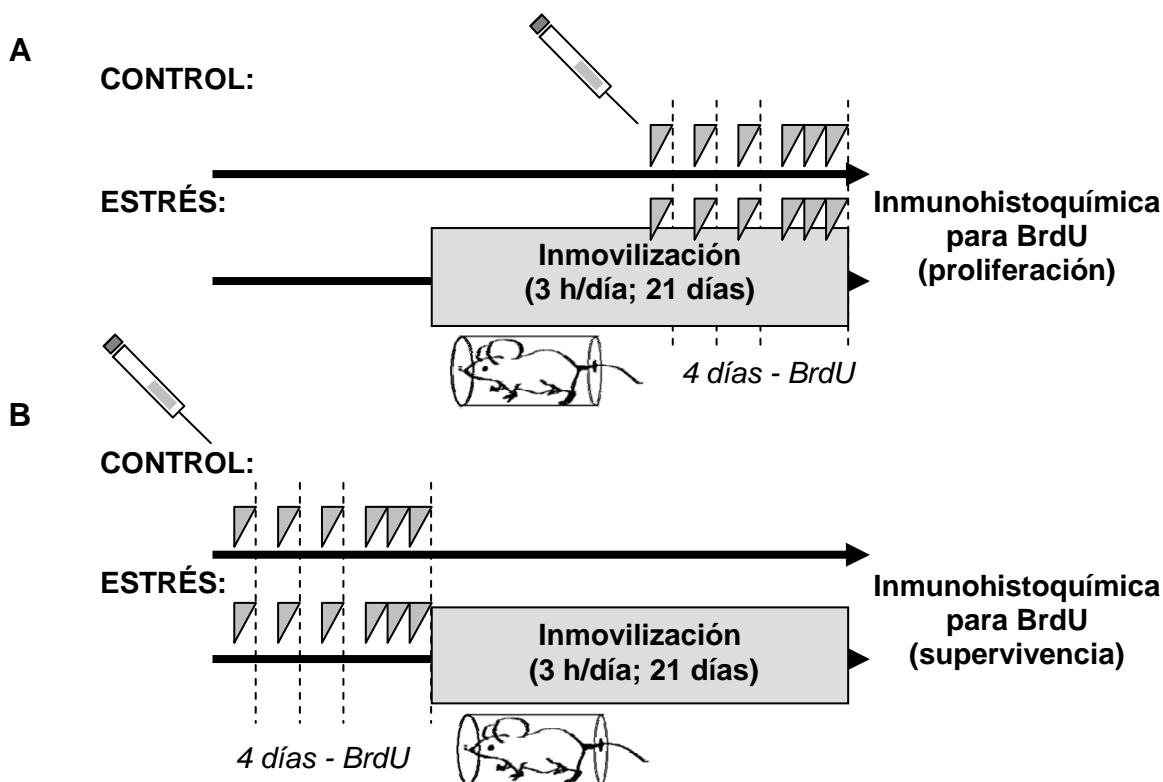 A
CONTROL:
ESTRÉS:
Inmunohistoquímica
para BrdU
(proliferación)
Inmovilización
(3 h/día; 21 días)
4 días - BrdU
B
CONTROL:
ESTRÉS:
Inmunohistoquímica
para BrdU
(supervivencia)
Inmovilización
(3 h/día; 21 días)
4 días - BrdU